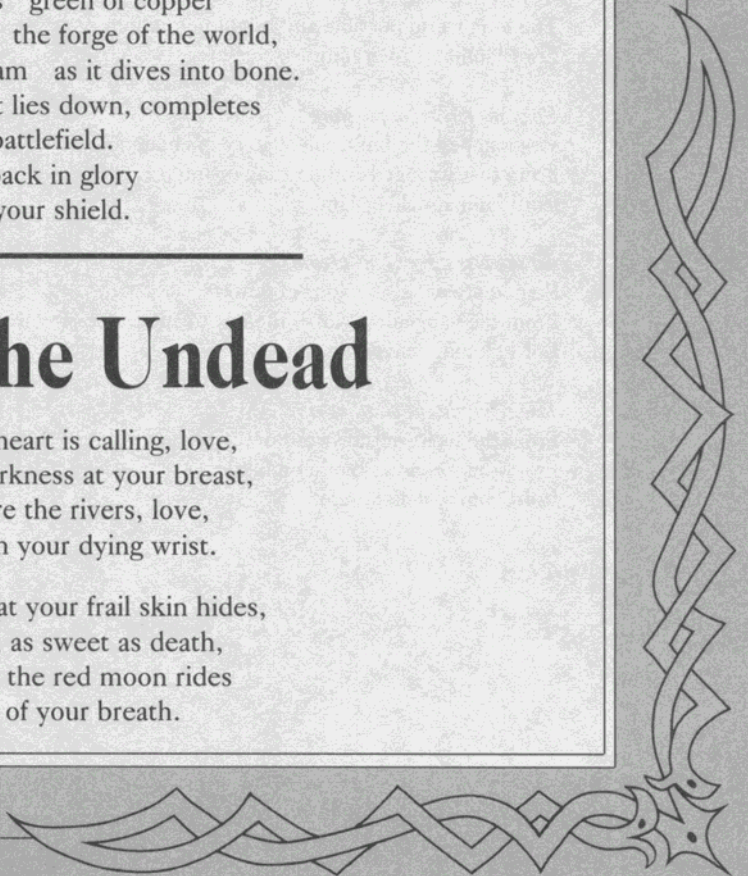 green of copper
the forge of the world,
as it dives into bone.
lies down, completes
battlefield.
back in glory
your shield.
he Undead
heart is calling, love,
rkness at your breast,
re the rivers, love,
your dying wrist.
at your frail skin hides,
as sweet as death,
the red moon rides
of your breath.